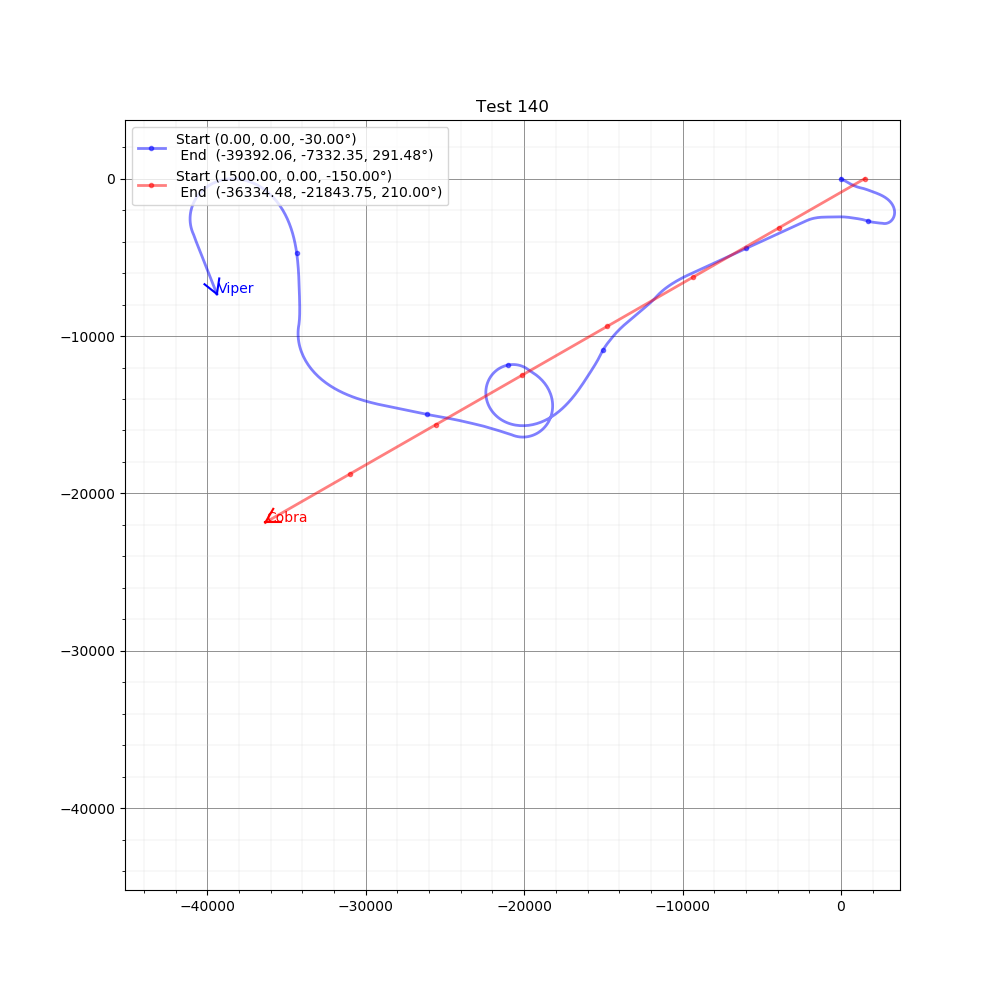 Test 140
Start (0.00, 0.00, -30.00°)
End (-39392.06, -7332.35, 291.48°)
Start (1500.00, 0.00, -150.00°)
End (-36334.48, -21843.75, 210.00°)
0
−10000
−20000
−30000
−40000
Viper
Cobra
−40000 −30000 −20000 −10000 0